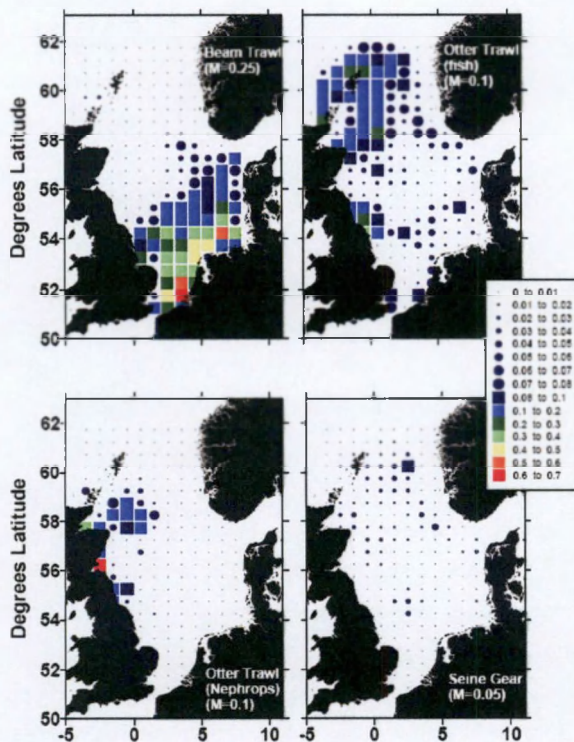 62
60
58
56
54
52
50
Degrees Latitude
Beam Trawl
(M=0.25)
Otter Trawl
(fish)
(M=0.1)
0 to 0.01
0.01 to 0.02
0.02 to 0.03
0.03 to 0.04
0.04 to 0.05
0.05 to 0.06
0.06 to 0.07
0.07 to 0.08
0.08 to 0.1
0.1 to 0.2
0.2 to 0.3
0.3 to 0.4
0.4 to 0.5
0.5 to 0.6
0.6 to 0.7
62
60
58
56
54
52
50
Degrees Latitude
Otter Trawl
(Nephrops)
(M=0.1)
Seine Gear
(M=0.05)
-5 0 5 10
-5 0 5 10